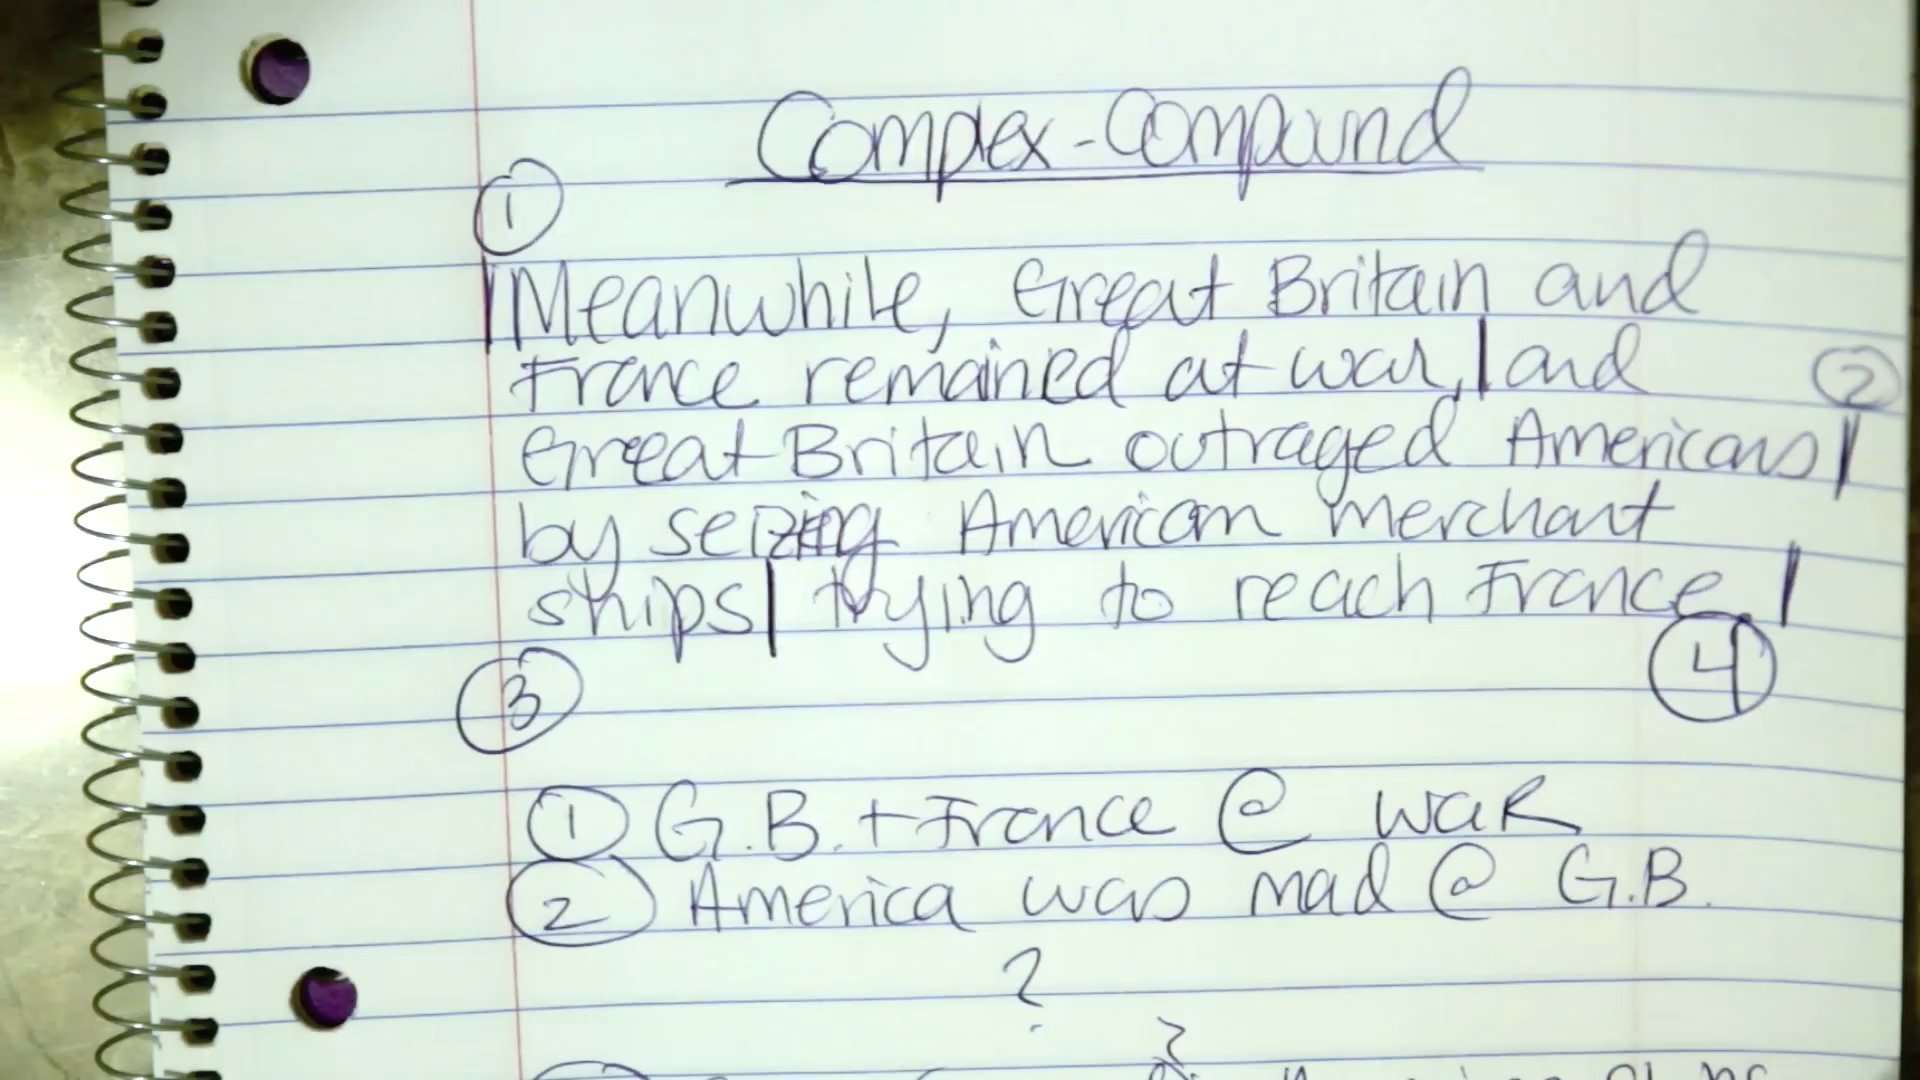 Complex-Compound
①
Meanwhile, Great Britain and
France remained at war, | and ②
Great Britain outraged Americans |
by seizing American merchant
ships | trying to reach France. |
③ ④
① G.B. + France @ war
② America was mad @ G.B.
?
?